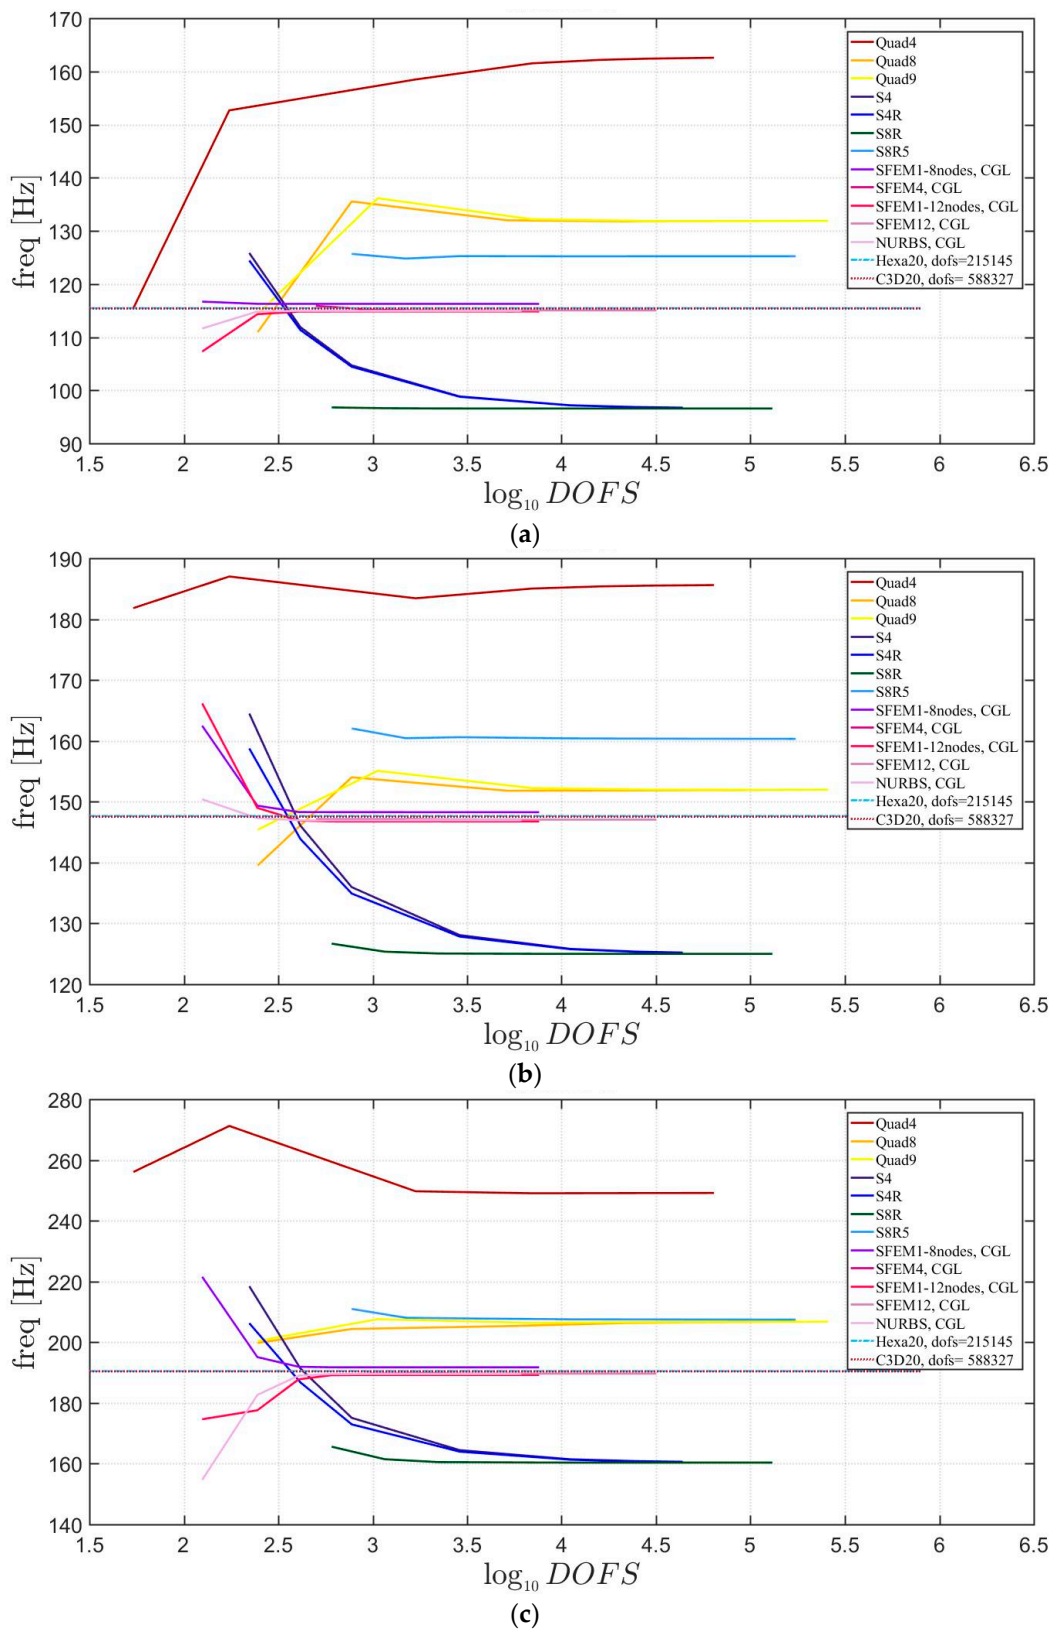 170
160
150
140
130
120
110
100
90
freq [Hz]
1.5 2 2.5 3 3.5 4 4.5 5 5.5 6 6.5
log10 DOFS
Quad4
Quad8
Quad9
S4
S4R
S8R
S8R5
SFEM1-8nodes, CGL
SFEM4, CGL
SFEM1-12nodes, CGL
SFEM12, CGL
NURBS, CGL
Hexa20, dofs=215145
C3D20, dofs= 588327
(a)
190
180
170
160
150
140
130
120
freq [Hz]
1.5 2 2.5 3 3.5 4 4.5 5 5.5 6 6.5
log10 DOFS
Quad4
Quad8
Quad9
S4
S4R
S8R
S8R5
SFEM1-8nodes, CGL
SFEM4, CGL
SFEM1-12nodes, CGL
SFEM12, CGL
NURBS, CGL
Hexa20, dofs=215145
C3D20, dofs= 588327
(b)
280
260
240
220
200
180
160
140
freq [Hz]
1.5 2 2.5 3 3.5 4 4.5 5 5.5 6 6.5
log10 DOFS
Quad4
Quad8
Quad9
S4
S4R
S8R
S8R5
SFEM1-8nodes, CGL
SFEM4, CGL
SFEM1-12nodes, CGL
SFEM12, CGL
NURBS, CGL
Hexa20, dofs=215145
C3D20, dofs= 588327
(c)